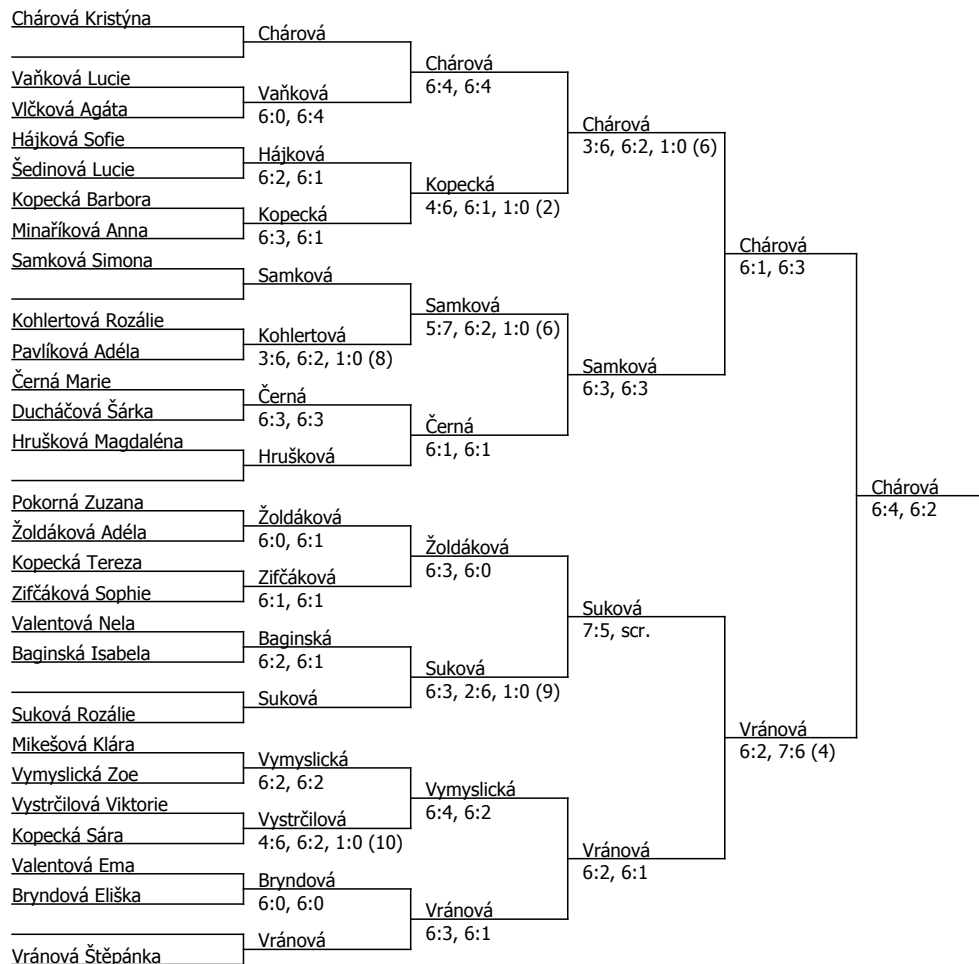 Chárová Kristýna
Vaňková Lucie
Vlčková Agáta
Hájková Sofie
Šedinová Lucie
Kopecká Barbora
Minaříková Anna
Samková Simona
Kohlertová Rozálie
Pavlíková Adéla
Černá Marie
Ducháčová Šárka
Hrušková Magdaléna
Pokorná Zuzana
Žoldáková Adéla
Kopecká Tereza
Zifčáková Sophie
Valentová Nela
Baginská Isabela
Suková Rozálie
Mikešová Klára
Vymyslická Zoe
Vystrčilová Viktorie
Kopecká Sára
Valentová Ema
Bryndová Eliška
Vránová Štěpánka
Chárová
Vaňková
6:0, 6:4
Hájková
6:2, 6:1
Kopecká
6:3, 6:1
Samková
Kohlertová
3:6, 6:2, 1:0 (8)
Černá
6:3, 6:3
Hrušková
Žoldáková
6:0, 6:1
Zifčáková
6:1, 6:1
Baginská
6:2, 6:1
Suková
Vymyslická
6:2, 6:2
Vystrčilová
4:6, 6:2, 1:0 (10)
Bryndová
6:0, 6:0
Vránová
Chárová
6:4, 6:4
Kopecká
4:6, 6:1, 1:0 (2)
Samková
5:7, 6:2, 1:0 (6)
Černá
6:1, 6:1
Žoldáková
6:3, 6:0
Suková
6:3, 2:6, 1:0 (9)
Vymyslická
6:4, 6:2
Vránová
6:3, 6:1
Chárová
3:6, 6:2, 1:0 (6)
Samková
6:3, 6:3
Suková
7:5, scr.
Vránová
6:2, 6:1
Chárová
6:1, 6:3
Vránová
6:2, 7:6 (4)
Chárová
6:4, 6:2